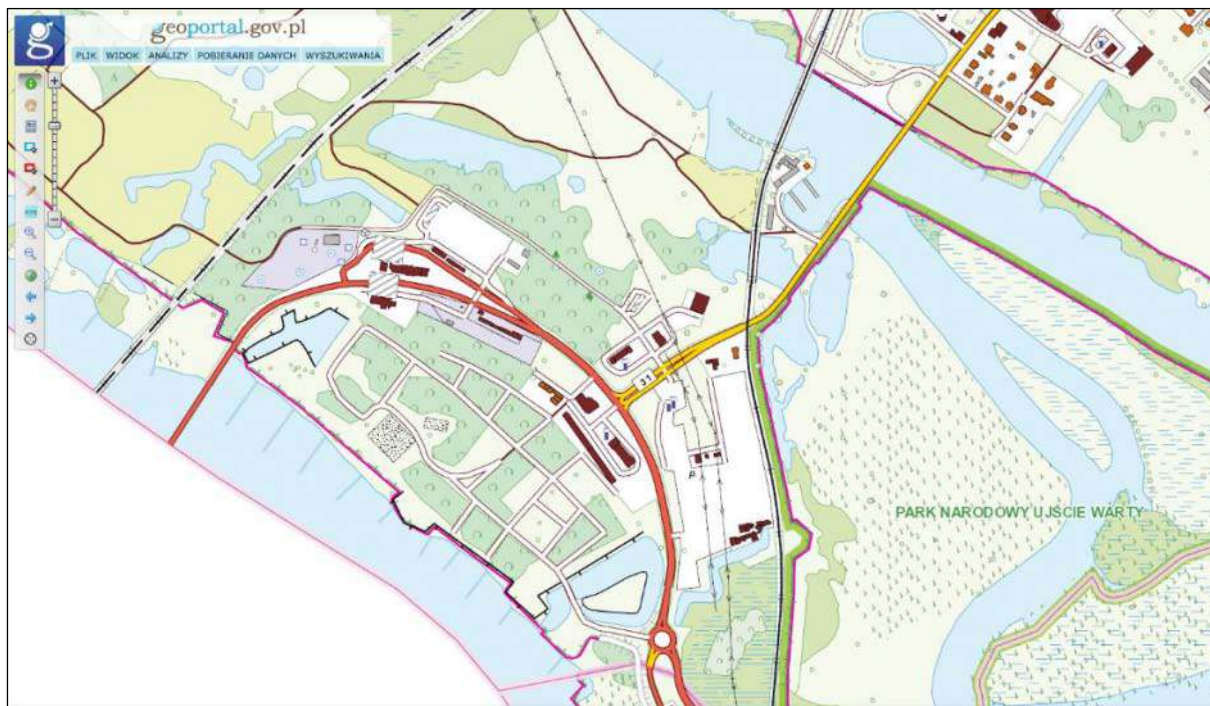 geoportal.gov.pl
PLIK WIDOK ANALIZY POBIERANIE DANYCH WYSZUKIWANIA
31
PARK NARODOWY UJŚCIE WARTY